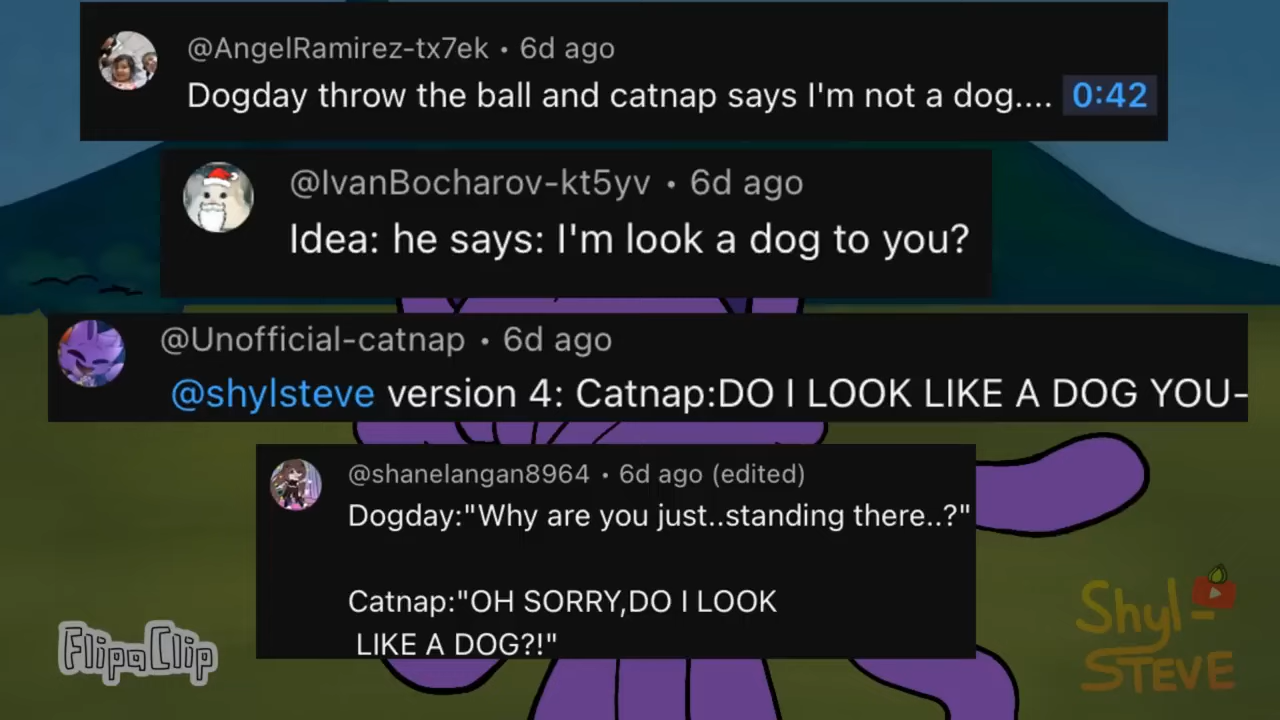 @AngelRamirez-tx7ek • 6d ago
Dogday throw the ball and catnap says I'm not a dog.... 0:42
@IvanBocharov-kt5yv • 6d ago
Idea: he says: I'm look a dog to you?
@Unofficial-catnap • 6d ago
@shylsteve version 4: Catnap:DO I LOOK LIKE A DOG YOU-
@shanelangan8964 • 6d ago (edited)
Dogday:"Why are you just..standing there..?"
Catnap:"OH SORRY,DO I LOOK
LIKE A DOG?!"
FlipaClip
Shyl-
STEVE